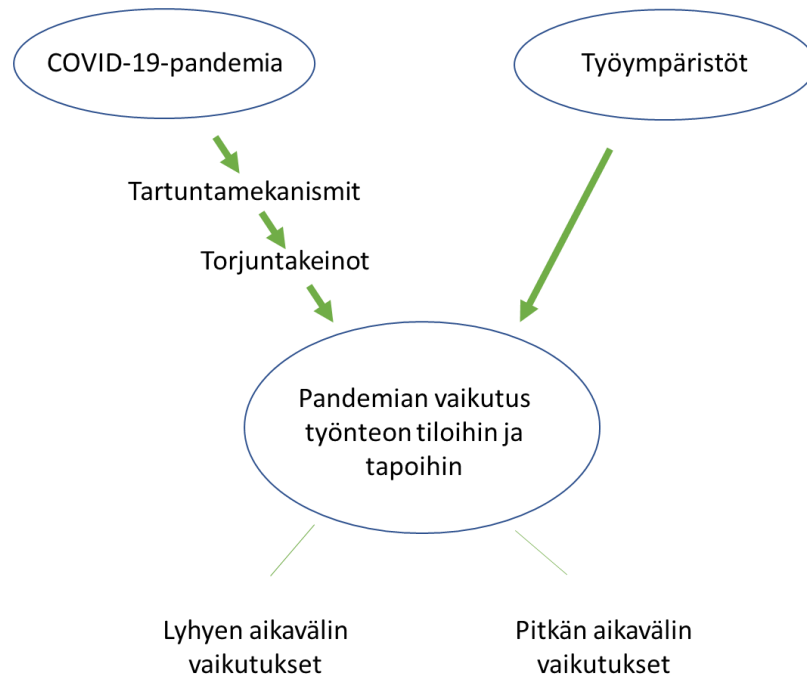 COVID-19-pandemia
Työympäristöt
Tartuntamekanismit
Torjuntakeinot
Pandemian vaikutus
työnteon tiloihin ja
tapoihin
Lyhyen aikavälin
vaikutukset
Pitkän aikavälin
vaikutukset